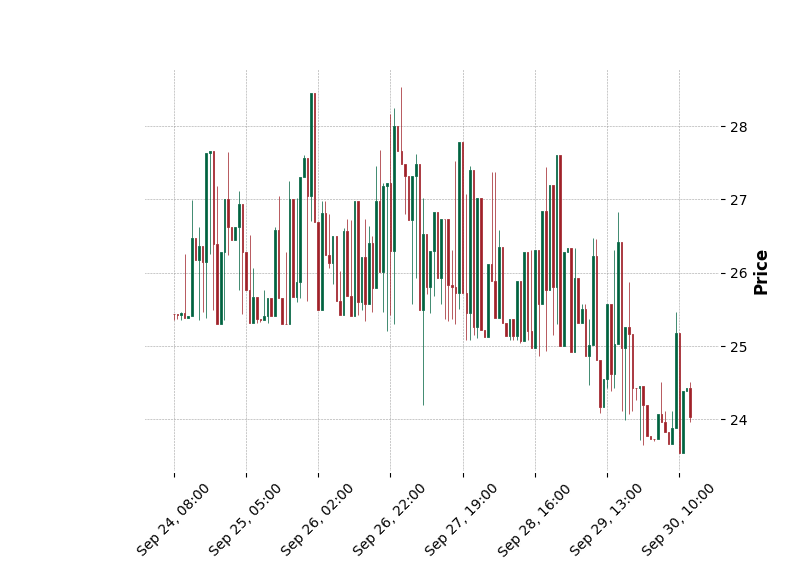 28
27
26
25
24
Price
Sep 24, 08:00
Sep 25, 05:00
Sep 26, 02:00
Sep 26, 22:00
Sep 27, 19:00
Sep 28, 16:00
Sep 29, 13:00
Sep 30, 10:00